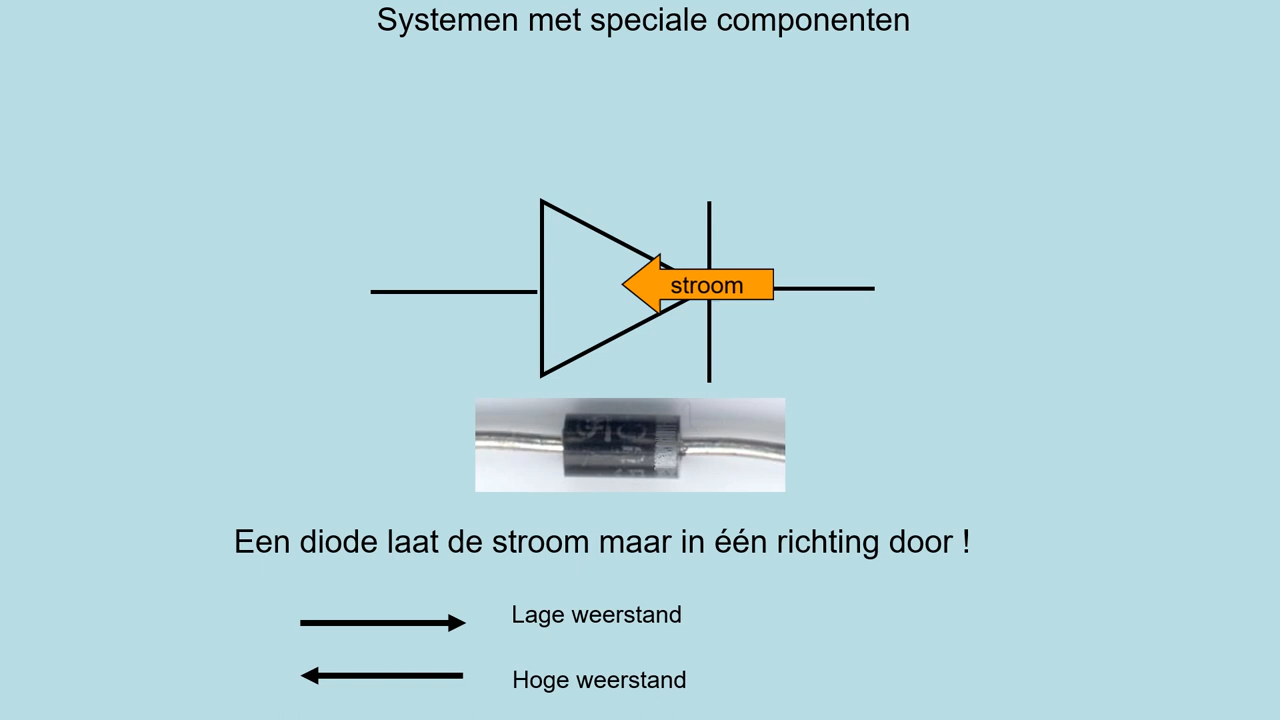 Systemen met speciale componenten
stroom
Een diode laat de stroom maar in één richting door !
Lage weerstand
Hoge weerstand